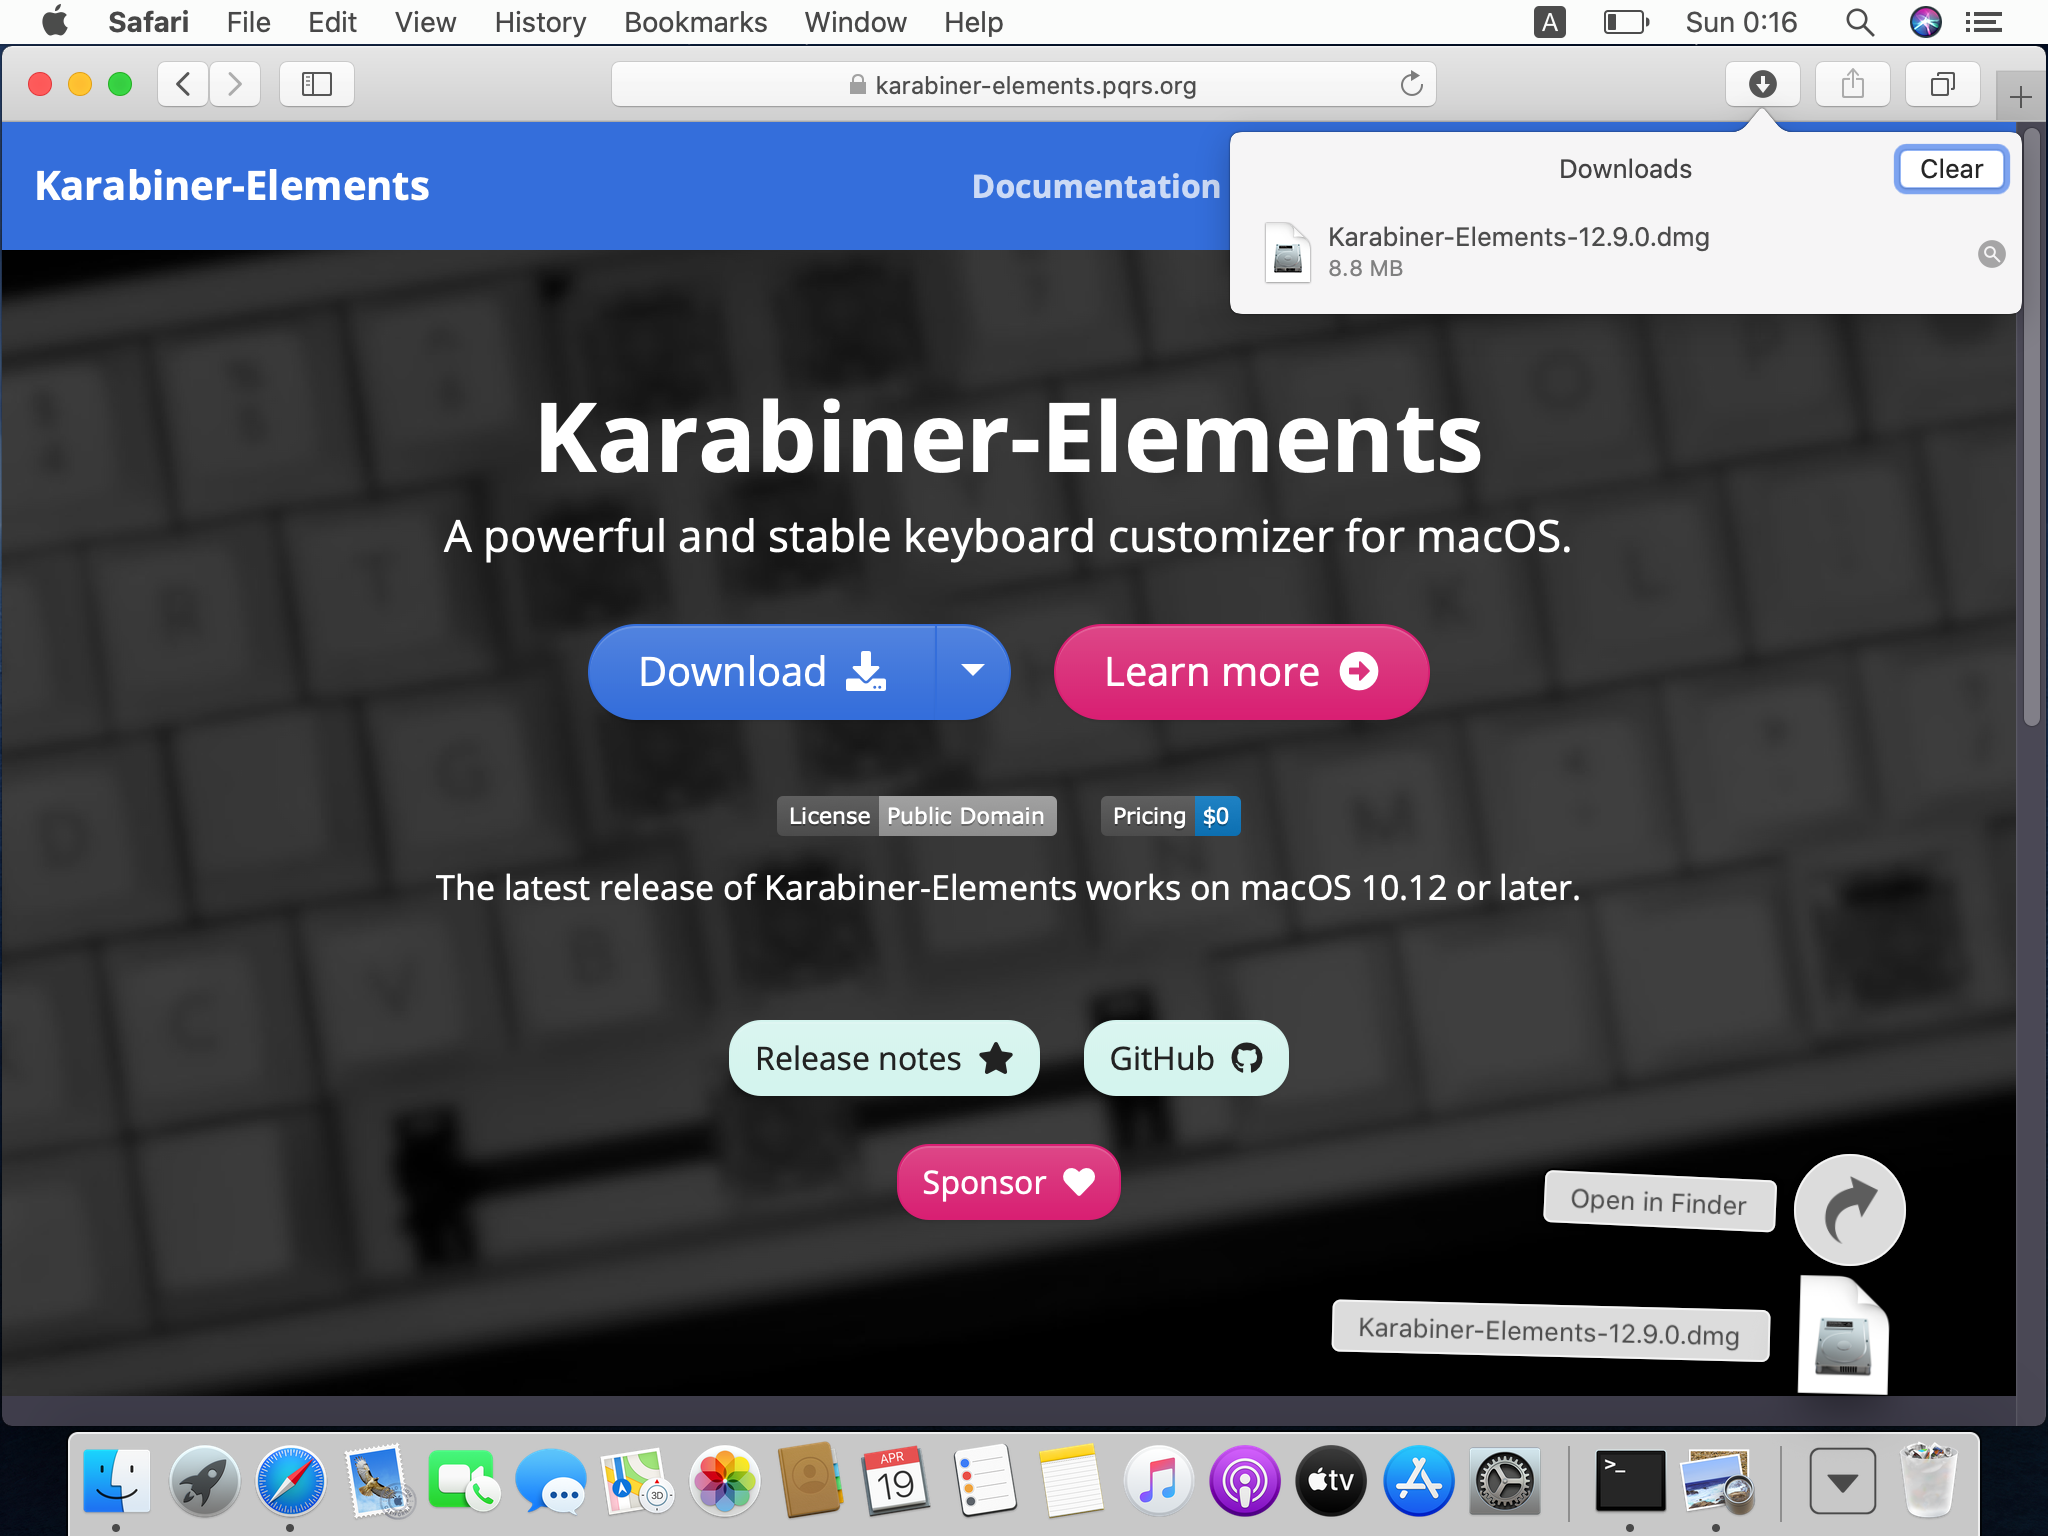 Safari File Edit View History Bookmarks Window Help A Sun 0:16
karabiner-elements.pqrs.org
Karabiner-Elements Documentation
Downloads Clear
Karabiner-Elements-12.9.0.dmg
8.8 MB
Karabiner-Elements
A powerful and stable keyboard customizer for macOS.
Download Learn more
License Public Domain Pricing $0
The latest release of Karabiner-Elements works on macOS 10.12 or later.
Release notes GitHub
Sponsor
Open in Finder
Karabiner-Elements-12.9.0.dmg
3D
APR
19
tv
>_